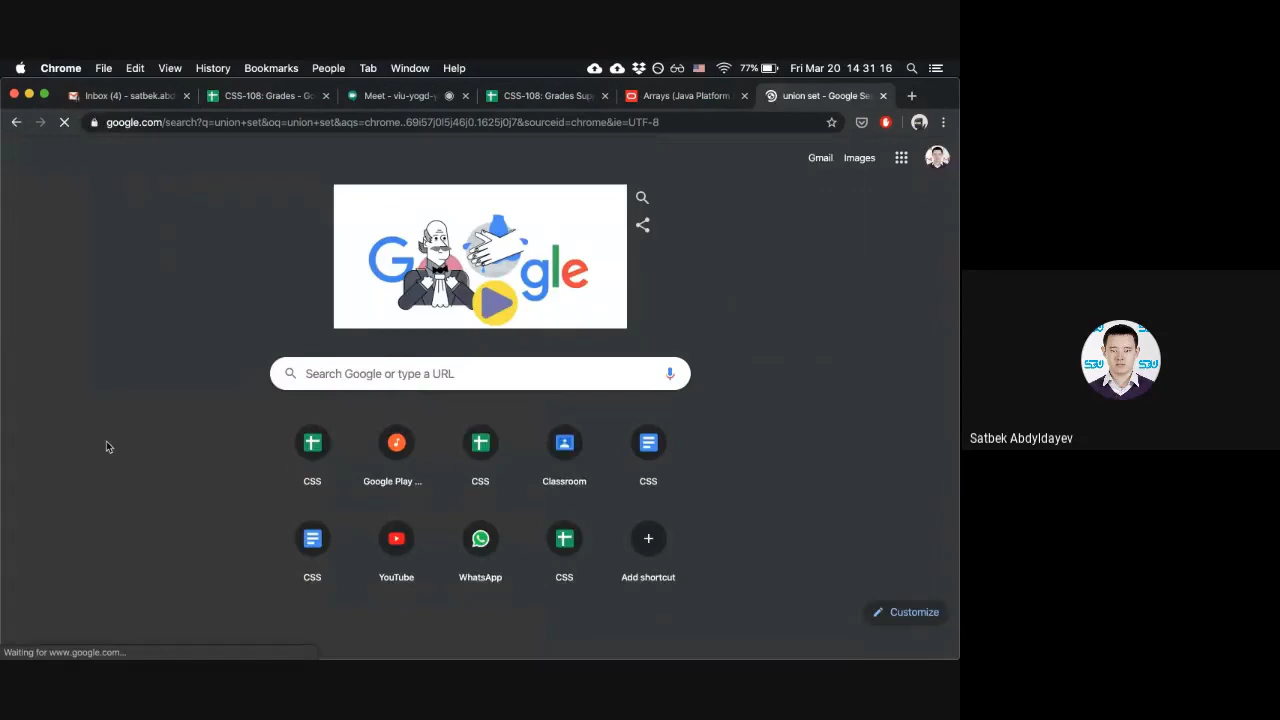 Chrome File Edit View History Bookmarks People Tab Window Help 77% Fri Mar 20 14 31 16
Inbox (4) - satbek.abd CSS-108: Grades - Go Meet - viu-yogd- CSS-108: Grades Sup Arrays (Java Platform union set - Google Se
google.com/search?q=union+set&oq=union+set&aqs=chrome..69i57j0l5j46j0.1625j0j7&sourceid=chrome&ie=UTF-8
Gmail Images
Google
Search Google or type a URL
CSS Google Play ... CSS Classroom CSS
CSS YouTube WhatsApp CSS Add shortcut
Customize
Waiting for www.google.com...
Satbek Abdyldayev